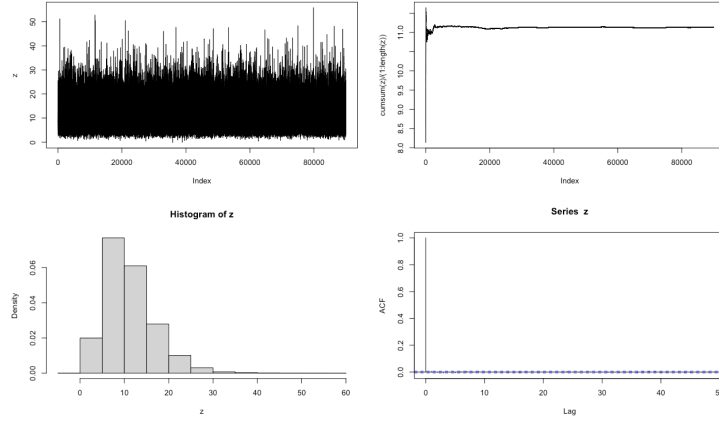 z
0 10 20 30 40 50
0 20000 40000 60000 80000
Index
cumsum(z)/(1:length(z))
8.0 8.5 9.0 9.5 10.0 11.0
0 20000 40000 60000 80000
Index
Histogram of z
Density
0.00 0.02 0.04 0.06
0 10 20 30 40 50 60
z
Series z
ACF
0.0 0.2 0.4 0.6 0.8 1.0
0 10 20 30 40 5
Lag